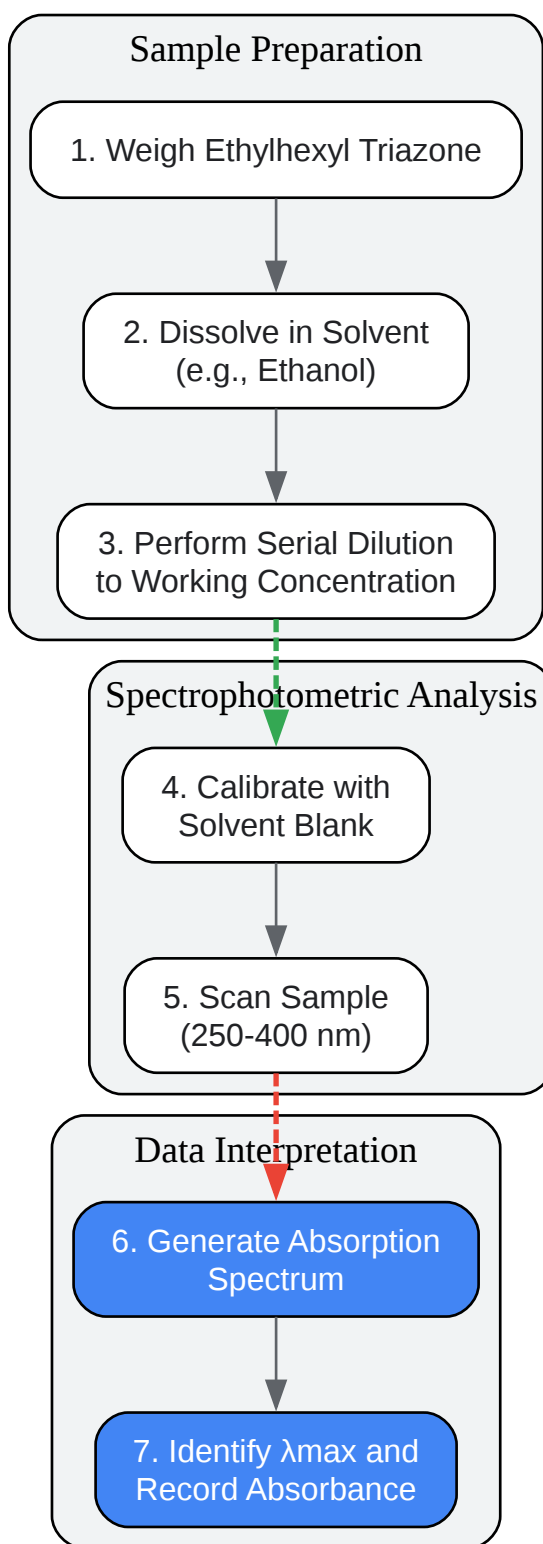 Sample Preparation
1. Weigh Ethylhexyl Triazone
2. Dissolve in Solvent
(e.g., Ethanol)
3. Perform Serial Dilution
to Working Concentration
Spectrophotometric Analysis
4. Calibrate with
Solvent Blank
5. Scan Sample
(250-400 nm)
Data Interpretation
6. Generate Absorption
Spectrum
7. Identify λmax and
Record Absorbance